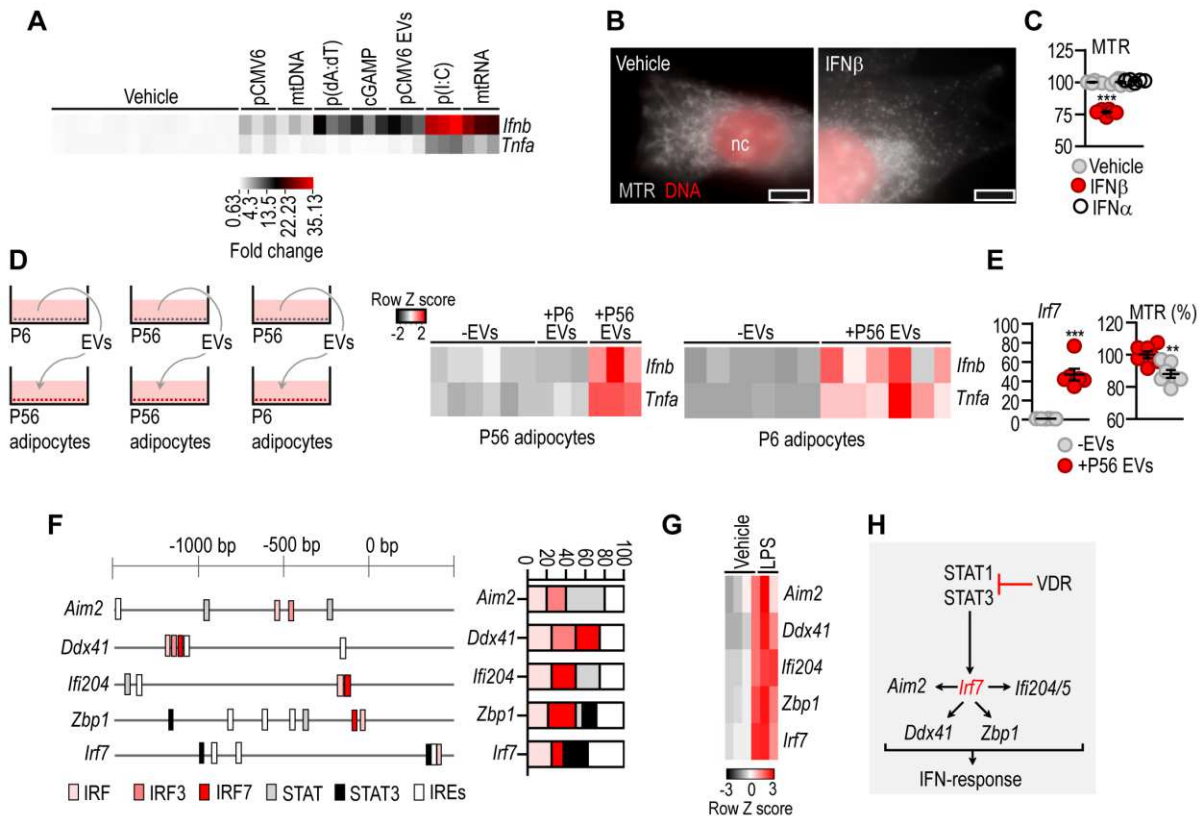 A
Vehicle
pCMV6
mtDNA
p(dA:dT)
cGAMP
pCMV6 EVs
p(I:C)
mtRNA
Ifnb
Tnfa
0.63
4.3
13.5
22.23
35.13
Fold change
B
Vehicle
IFNβ
nc
MTR DNA
C
MTR
125
100
75
50
***
Vehicle
IFNβ
IFNα
D
P6
EVs
P56
EVs
P56
EVs
P56
adipocytes
P56
adipocytes
P6
adipocytes
Row Z score
-2 2
-EVs
+P6
EVs
+P56
EVs
Ifnb
Tnfa
P56 adipocytes
-EVs
+P56 EVs
Ifnb
Tnfa
P6 adipocytes
E
Irf7
100
80
60
40
20
0
***
MTR (%)
120
100
80
60
**
-EVs
+P56 EVs
F
-1000 bp -500 bp 0 bp
Aim2
Ddx41
Ifi204
Zbp1
Irf7
IRF IRF3 IRF7 STAT STAT3 IREs
0 20 40 60 80 100
Aim2
Ddx41
Ifi204
Zbp1
Irf7
G
Vehicle
LPS
Aim2
Ddx41
Ifi204
Zbp1
Irf7
-3 0 3
Row Z score
H
STAT1
STAT3
VDR
Aim2 Irf7 Ifi204/5
Ddx41 Zbp1
IFN-response